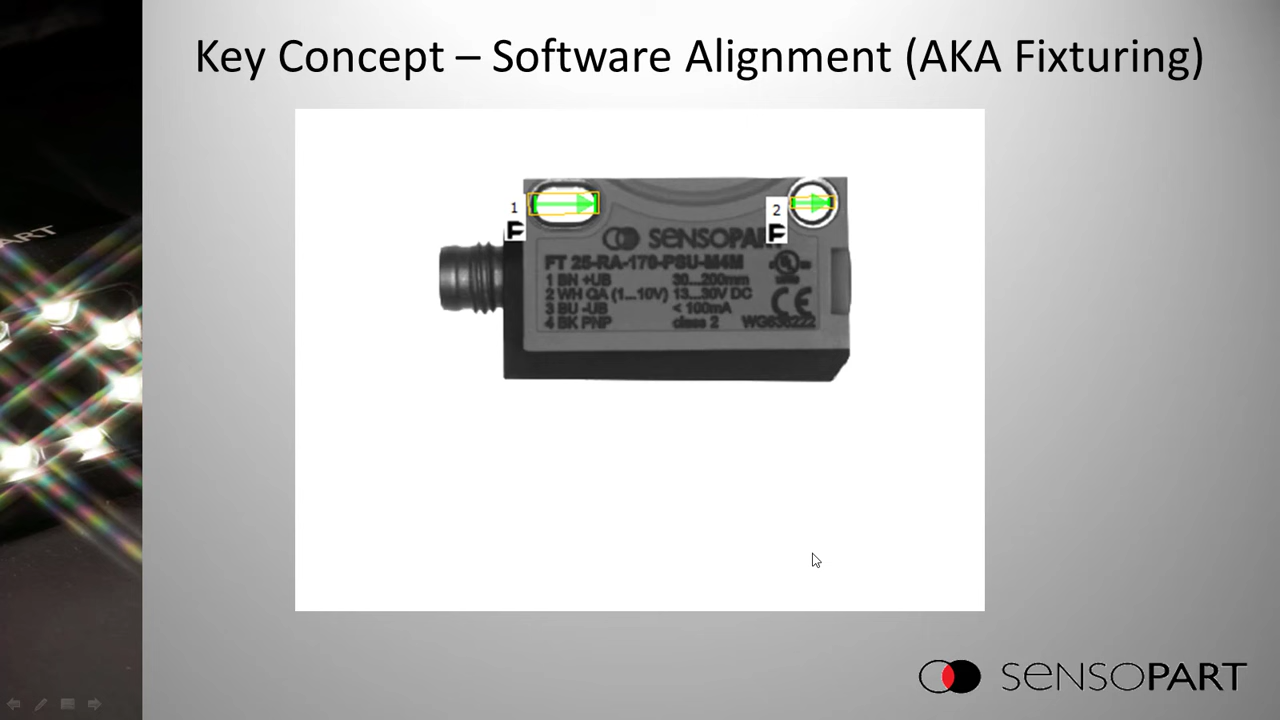 Key Concept – Software Alignment (AKA Fixturing)
ART
1
2
P
P
SENSOPART
FT 25-RA-170-PSU-M4M
1 BN +UB 30...200mm
2 WH QA (1...10V) 13...30V DC
3 BU -UB < 100mA
4 BK PNP class 2 WG636222
CE
SENSOPART